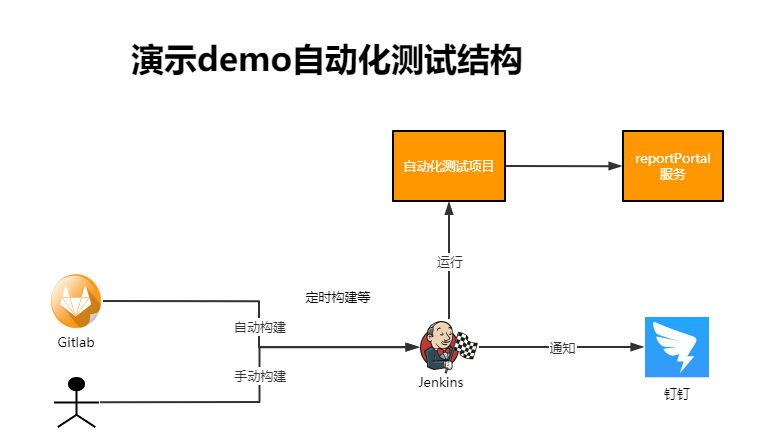 演示demo自动化测试结构
自动化测试项目
reportPortal
服务
运行
定时构建等
自动构建
Gitlab
手动构建
Jenkins
通知
钉钉